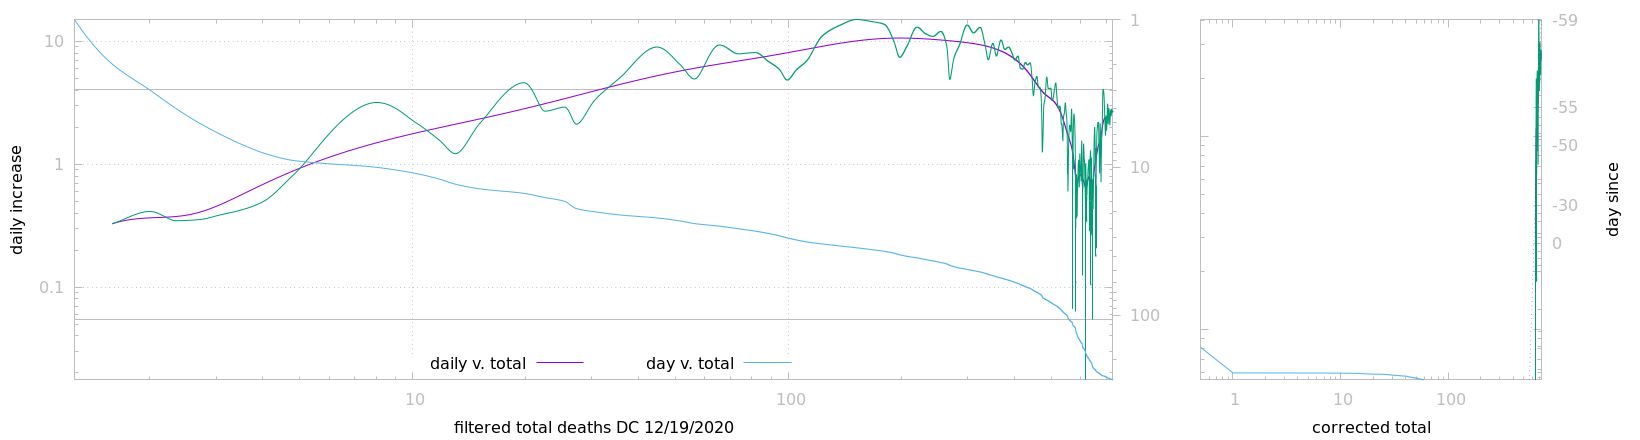 10
1
0.1
daily increase
1
10
100
daily v. total
day v. total
10
100
filtered total deaths DC 12/19/2020
-59
-55
-50
-30
0
day since
1
10
100
corrected total